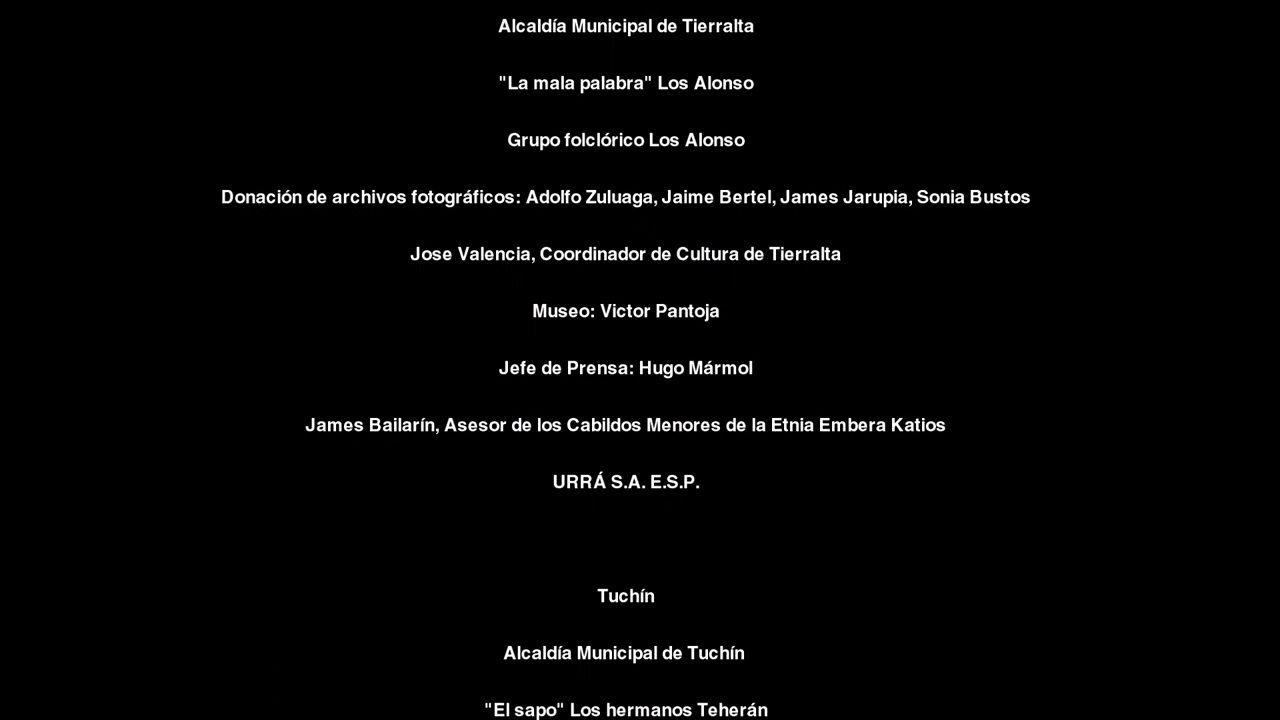 Alcaldía Municipal de Tierralta
"La mala palabra" Los Alonso
Grupo folclórico Los Alonso
Donación de archivos fotográficos: Adolfo Zuluaga, Jaime Bertel, James Jarupia, Sonia Bustos
Jose Valencia, Coordinador de Cultura de Tierralta
Museo: Victor Pantoja
Jefe de Prensa: Hugo Mármol
James Bailarín, Asesor de los Cabildos Menores de la Etnia Embera Katios
URRÁ S.A. E.S.P.
Tuchín
Alcaldía Municipal de Tuchín
"El sapo" Los hermanos Teherán